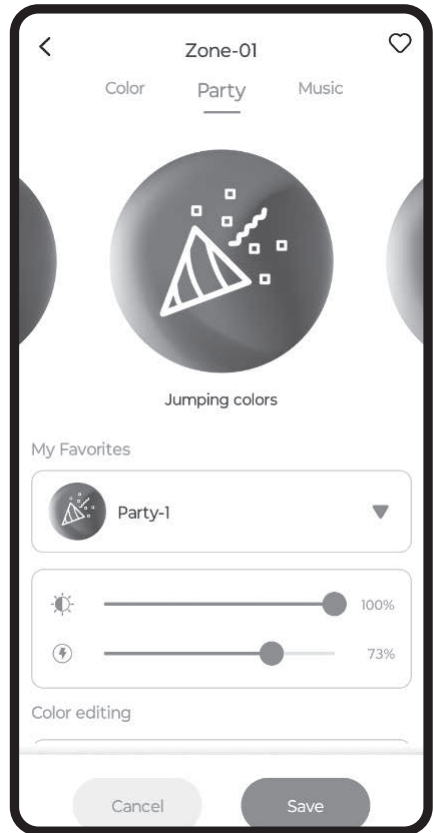 Zone-01
Color Party Music
Jumping colors
My Favorites
Party-1
100%
73%
Color editing
Cancel Save